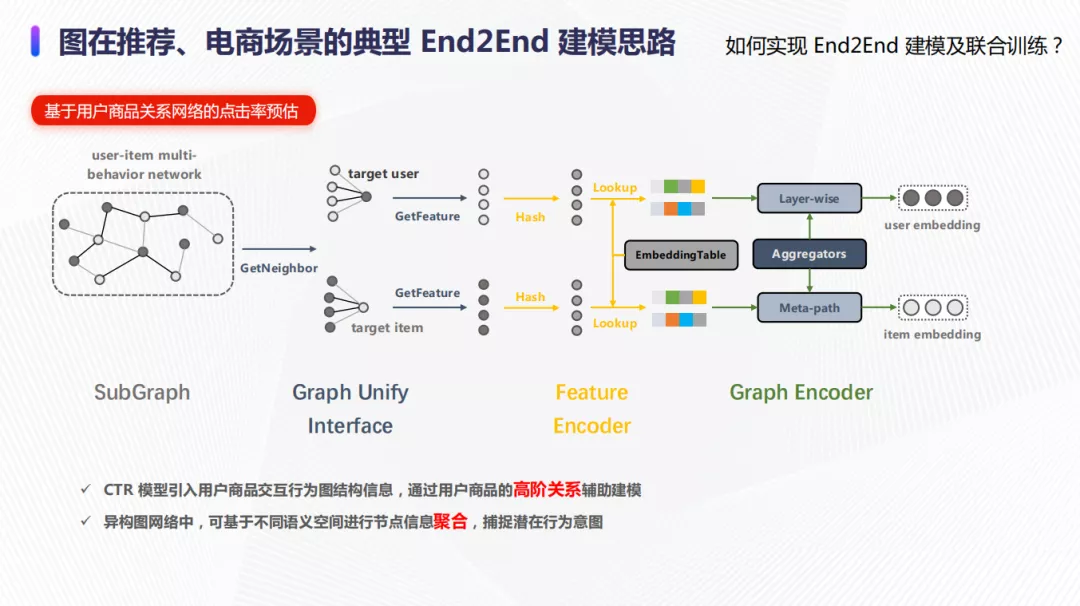 图在推荐、电商场景的典型 End2End 建模思路
如何实现 End2End 建模及联合训练？
基于用户商品关系网络的点击率预估
user-item multi-
behavior network
GetNeighbor
target user
GetFeature
Hash
Lookup
EmbeddingTable
Layer-wise
Aggregators
Meta-path
user embedding
GetFeature
target item
Hash
Lookup
item embedding
SubGraph
Graph Unify
Interface
Feature
Encoder
Graph Encoder
✓ CTR 模型引入用户商品交互行为图结构信息，通过用户商品的高阶关系辅助建模
✓ 异构图网络中，可基于不同语义空间进行节点信息聚合，捕捉潜在行为意图